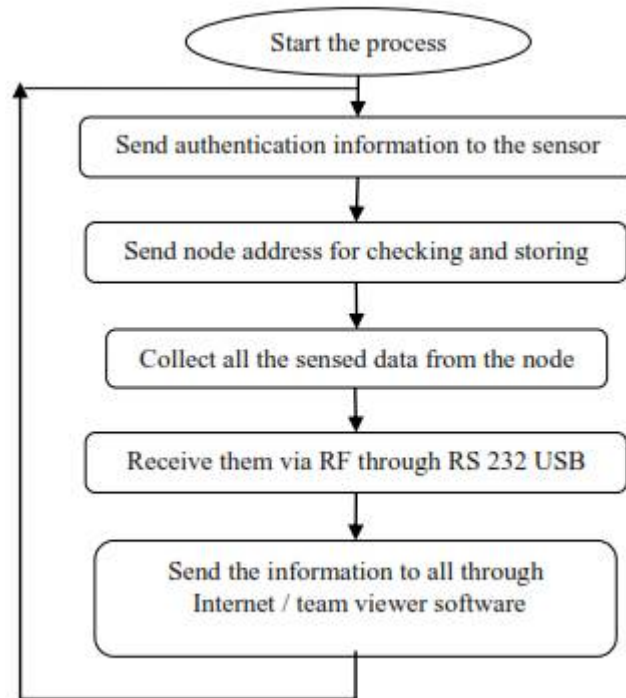 Start the process
Send authentication information to the sensor
Send node address for checking and storing
Collect all the sensed data from the node
Receive them via RF through RS 232 USB
Send the information to all through
Internet / team viewer software